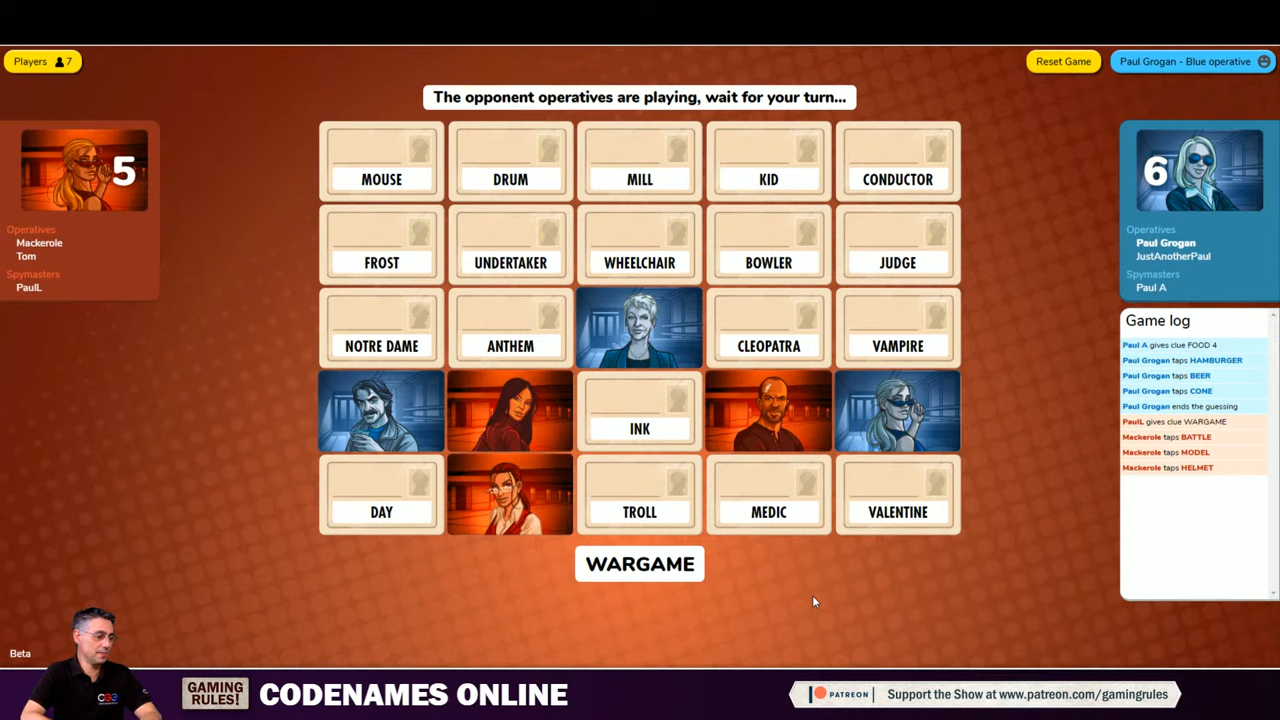 Players 7
Reset Game
Paul Grogan - Blue operative
The opponent operatives are playing, wait for your turn...
5
Operatives
Mackerole
Tom
Spymasters
PaulL
MOUSE
DRUM
MILL
KID
CONDUCTOR
FROST
UNDERTAKER
WHEELCHAIR
BOWLER
JUDGE
NOTRE DAME
ANTHEM
CLEOPATRA
VAMPIRE
INK
DAY
TROLL
MEDIC
VALENTINE
WARGAME
6
Operatives
Paul Grogan
JustAnotherPaul
Spymasters
Paul A
Game log
Paul A gives clue FOOD 4
Paul Grogan taps HAMBURGER
Paul Grogan taps BEER
Paul Grogan taps CONE
Paul Grogan ends the guessing
PaulL gives clue WARGAME
Mackerole taps BATTLE
Mackerole taps MODEL
Mackerole taps HELMET
Beta
CGE
GAMING
RULES!
CODENAMES ONLINE
PATREON
Support the Show at www.patreon.com/gamingrules